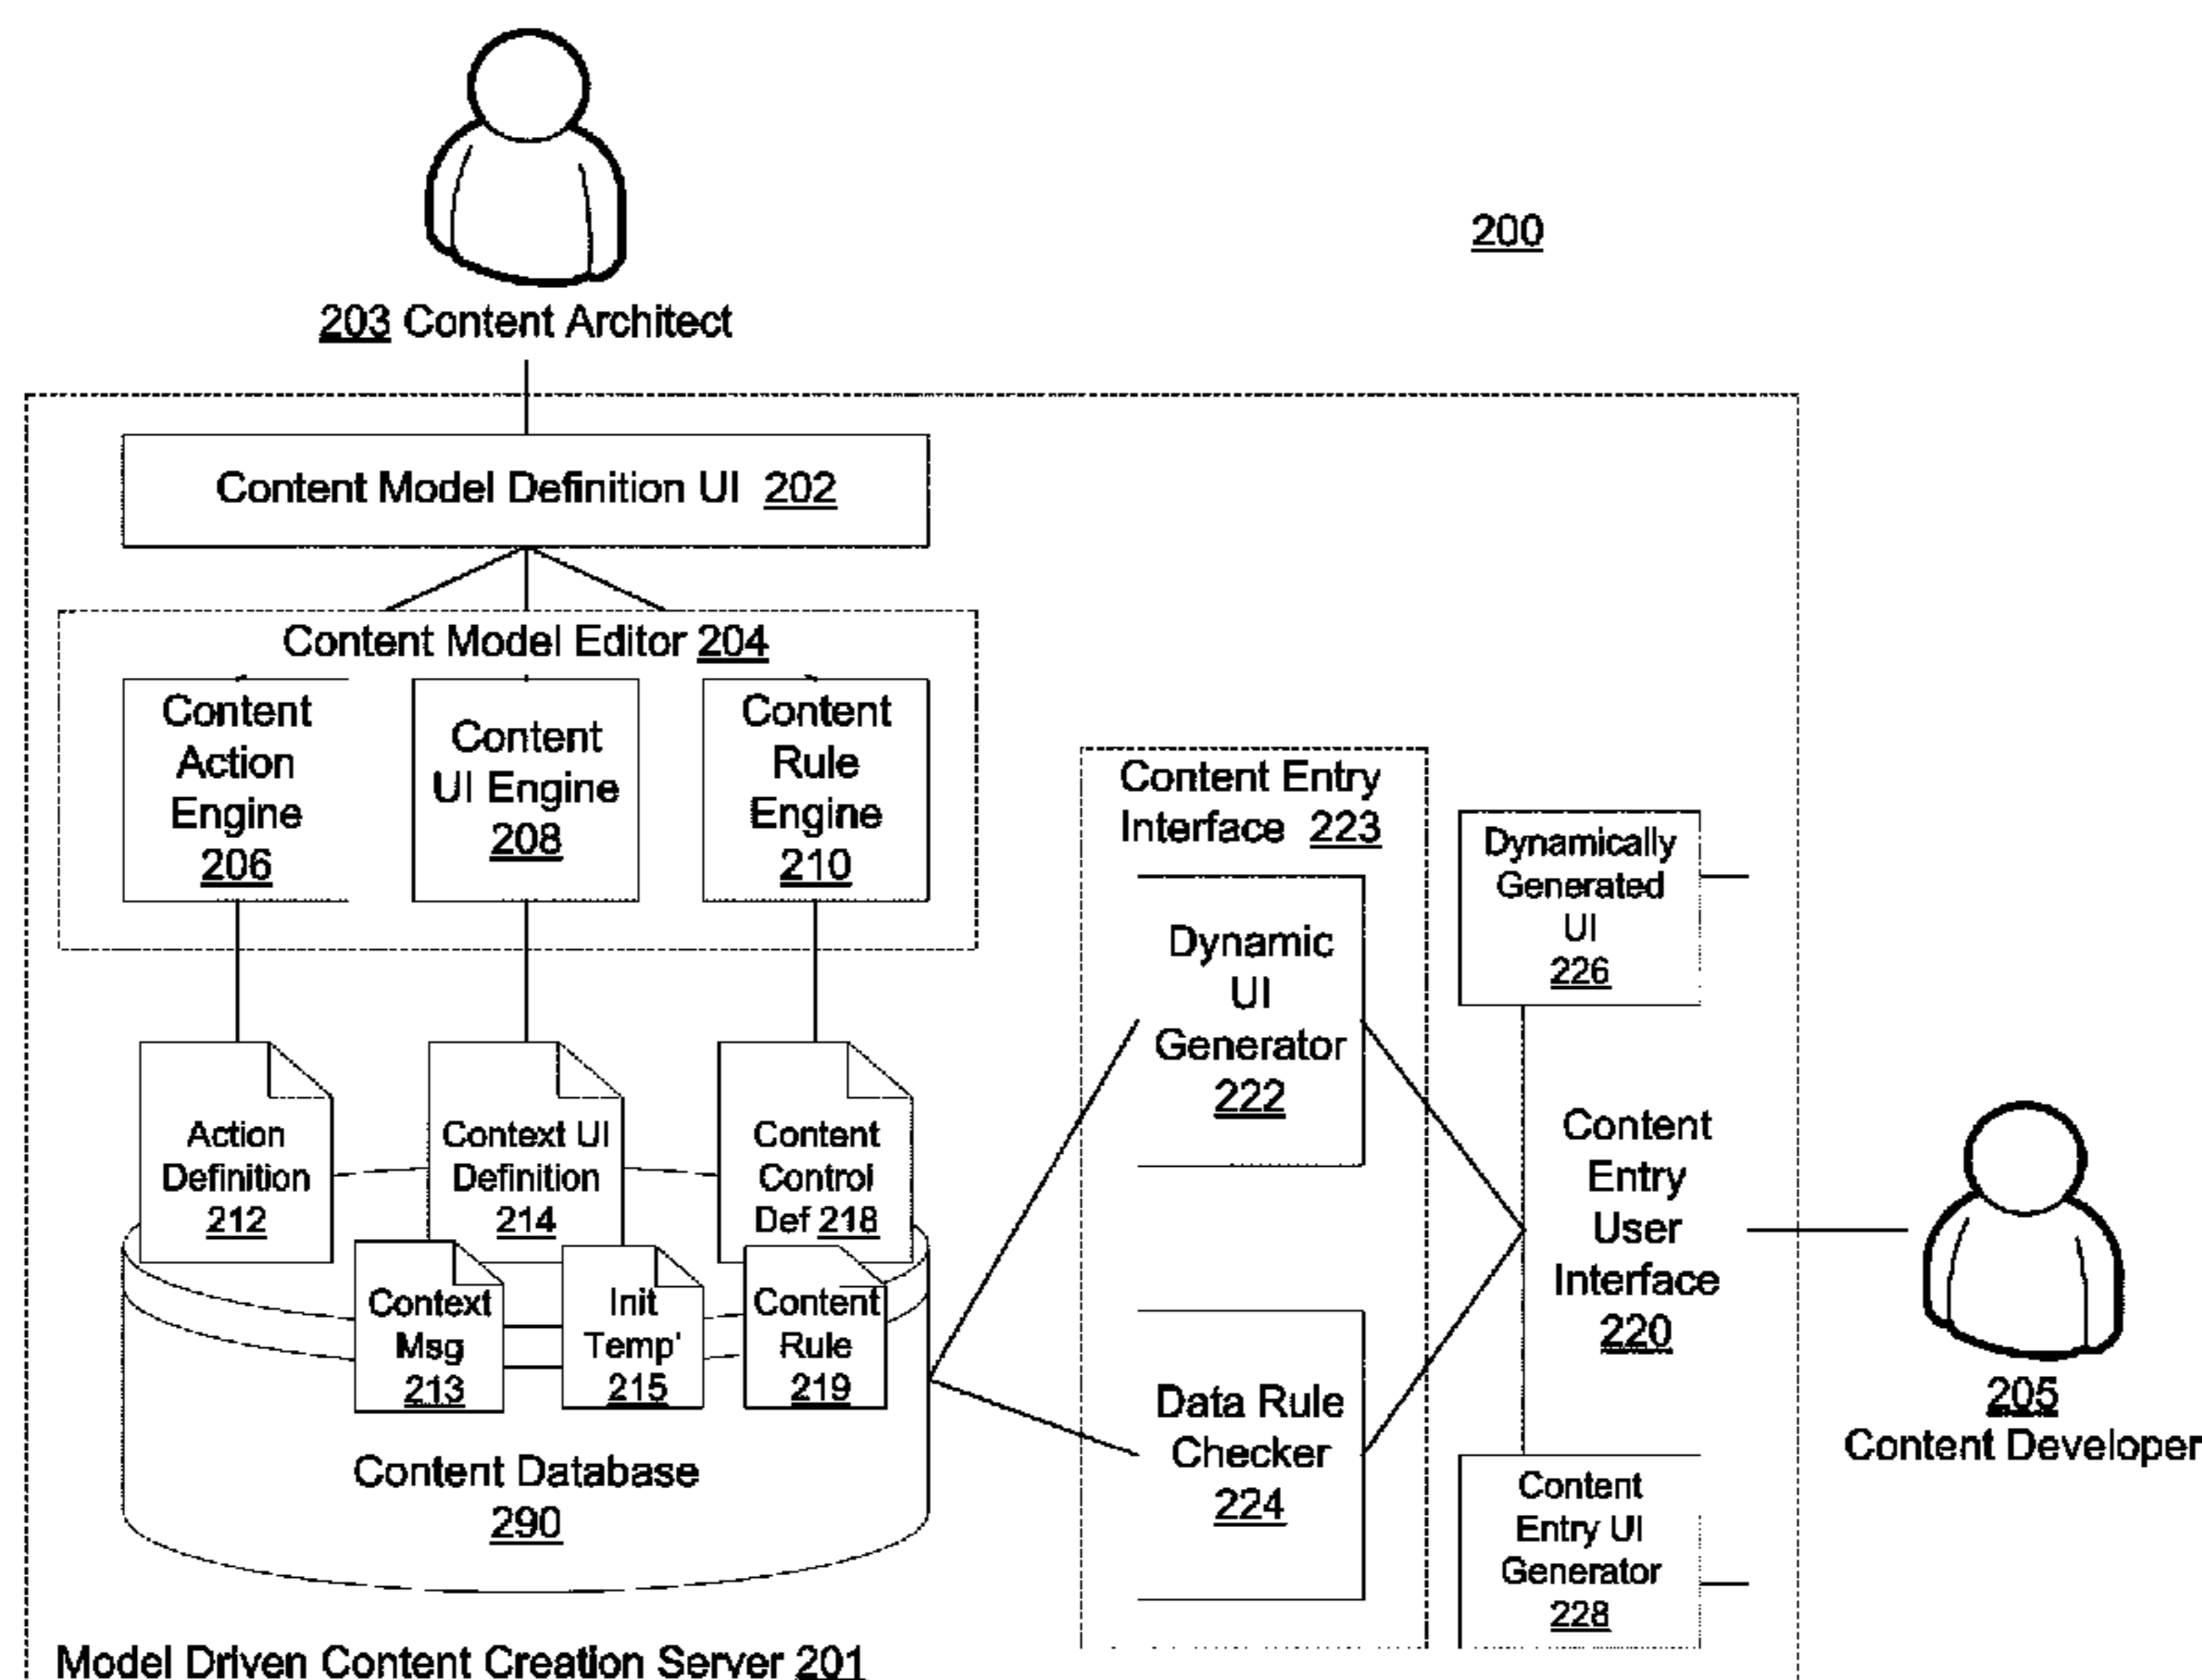 200
203 Content Architect
Content Model Definition UI 202
Content Model Editor 204
Content
Action
Engine
206
Content
UI Engine
208
Content
Rule
Engine
210
Content Entry
Interface 223
Dynamic
UI
Generator
222
Data Rule
Checker
224
Dynamically
Generated
UI
226
Content
Entry
User
Interface
220
Content
Entry UI
Generator
228
205
Content Developer
Action
Definition
212
Context UI
Definition
214
Content
Control
Def 218
Context
Msg
213
Init
Temp'
215
Content
Rule
219
Content Database
290
Model Driven Content Creation Server 201